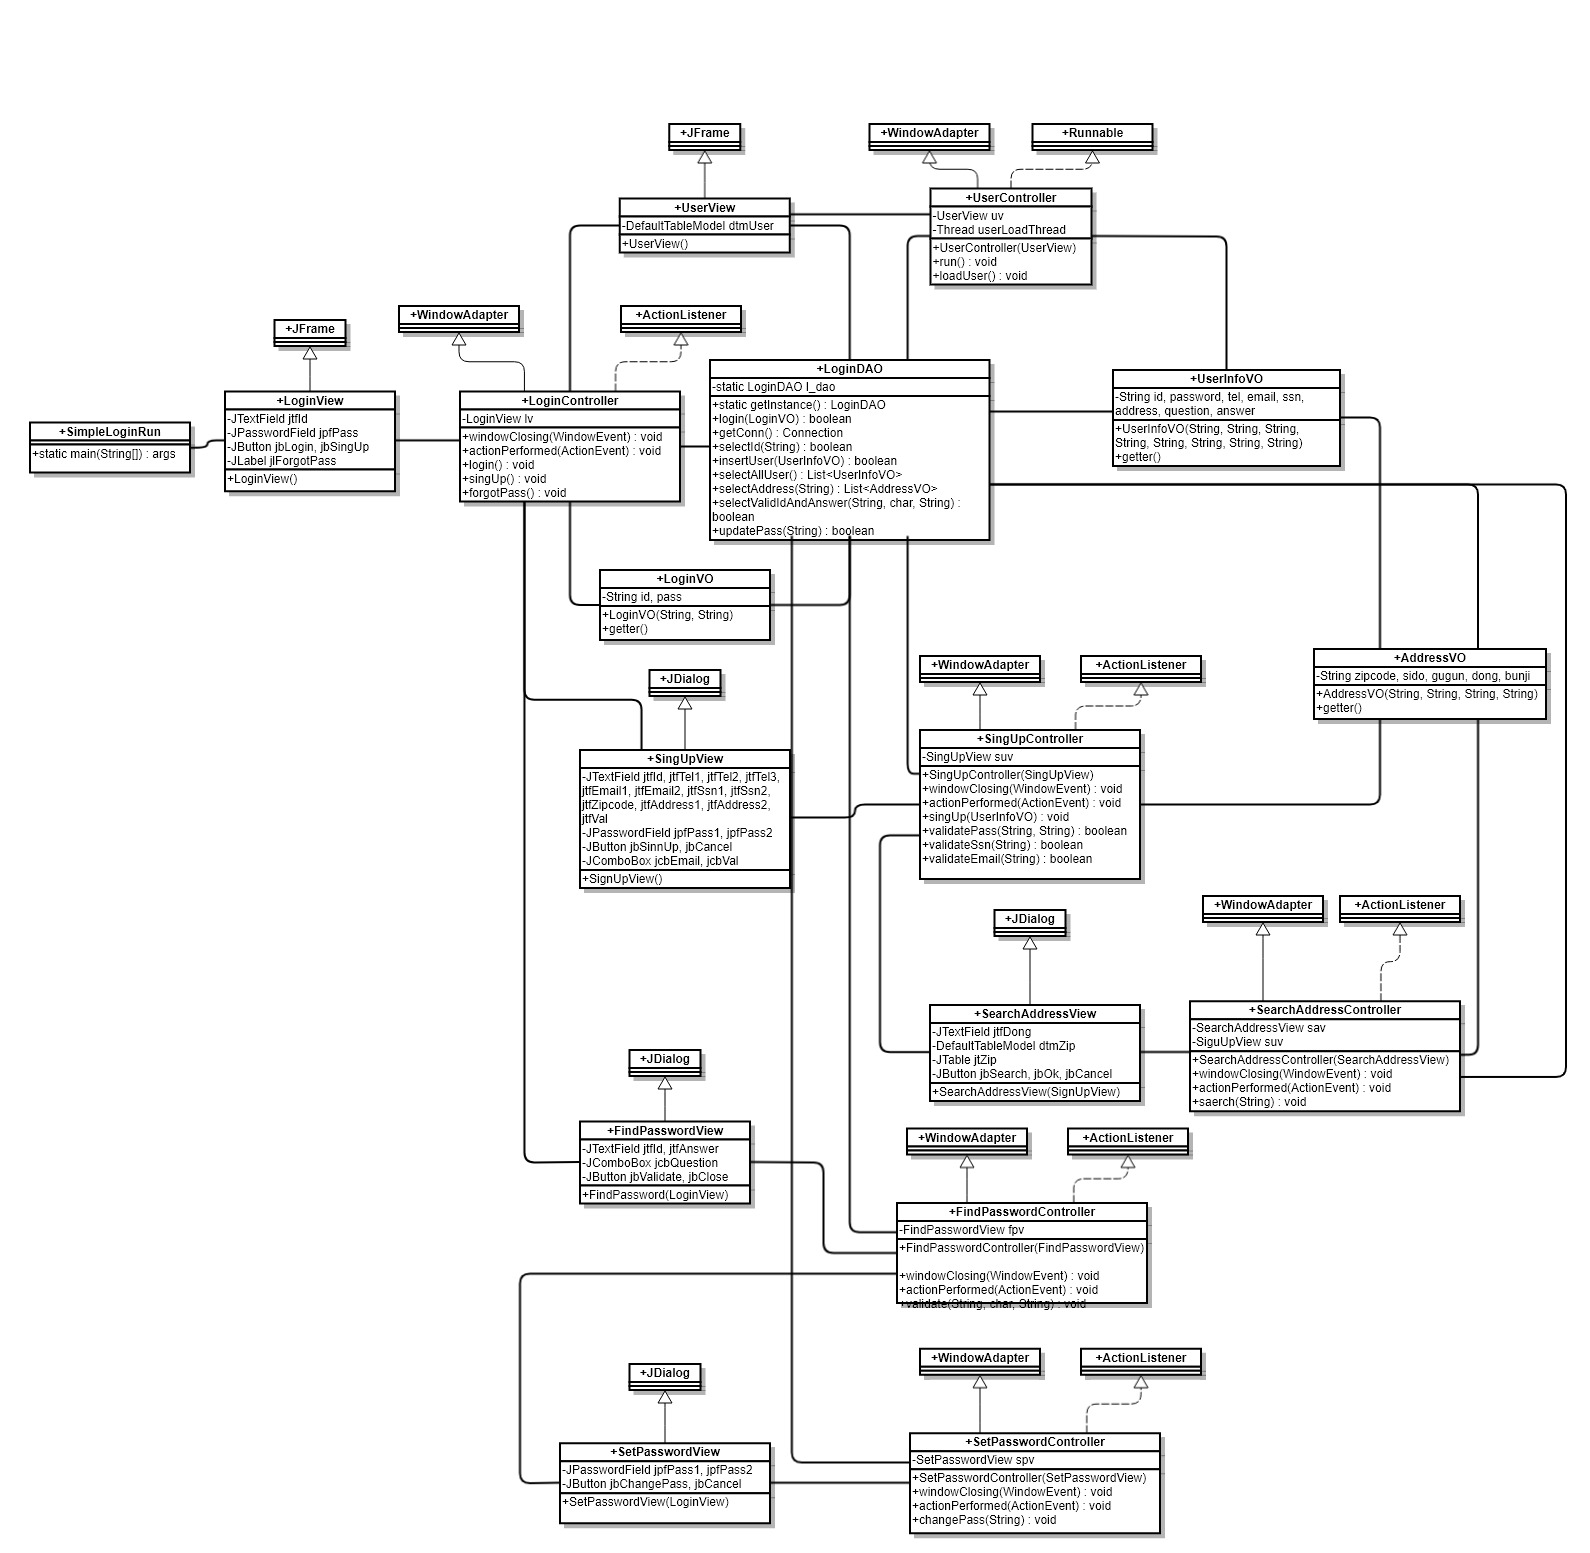 +JFrame
+WindowAdapter
+Runnable
+UserView
-DefaultTableModel dtmUser
+UserView()
+UserController
-UserView uv
-Thread userLoadThread
+UserController(UserView)
+run() : void
+loadUser() : void
+JFrame
+WindowAdapter
+ActionListener
+SimpleLoginRun
+static main(String[]) : args
+LoginView
-JTextField jtfId
-JPasswordField jpfPass
-JButton jbLogin, jbSingUp
-JLabel jlForgotPass
+LoginView()
+LoginController
-LoginView lv
+windowClosing(WindowEvent) : void
+actionPerformed(ActionEvent) : void
+login() : void
+singUp() : void
+forgotPass() : void
+LoginDAO
-static LoginDAO l_dao
+static getInstance() : LoginDAO
+login(LoginVO) : boolean
+getConn() : Connection
+selectId(String) : boolean
+insertUser(UserInfoVO) : boolean
+selectAllUser() : List<UserInfoVO>
+selectAddress(String) : List<AddressVO>
+selectValidIdAndAnswer(String, char, String) :
boolean
+updatePass(String) : boolean
+UserInfoVO
-String id, password, tel, email, ssn,
address, question, answer
+UserInfoVO(String, String, String,
String, String, String, String, String)
+getter()
+LoginVO
-String id, pass
+LoginVO(String, String)
+getter()
+AddressVO
-String zipcode, sido, gugun, dong, bunji
+AddressVO(String, String, String, String)
+getter()
+JDialog
+SingUpView
-JTextField jtfId, jtfTel1, jtfTel2, jtfTel3,
jtfEmail1, jtfEmail2, jtfSsn1, jtfSsn2,
jtfZipcode, jtfAddress1, jtfAddress2,
jtfVal
-JPasswordField jpfPass1, jpfPass2
-JButton jbSinnUp, jbCancel
-JComboBox jcbEmail, jcbVal
+SignUpView()
+WindowAdapter
+ActionListener
+SingUpController
-SingUpView suv
+SingUpController(SingUpView)
+windowClosing(WindowEvent) : void
+actionPerformed(ActionEvent) : void
+singUp(UserInfoVO) : void
+validatePass(String, String) : boolean
+validateSsn(String) : boolean
+validateEmail(String) : boolean
+JDialog
+SearchAddressView
-JTextField jtfDong
-DefaultTableModel dtmZip
-JTable jtZip
-JButton jbSearch, jbOk, jbCancel
+SearchAddressView(SignUpView)
+WindowAdapter
+ActionListener
+SearchAddressController
-SearchAddressView sav
-SiguUpView suv
+SearchAddressController(SearchAddressView)
+windowClosing(WindowEvent) : void
+actionPerformed(ActionEvent) : void
+saerch(String) : void
+JDialog
+FindPasswordView
-JTextField jtfId, jtfAnswer
-JComboBox jcbQuestion
-JButton jbValidate, jbClose
+FindPassword(LoginView)
+WindowAdapter
+ActionListener
+FindPasswordController
-FindPasswordView fpv
+FindPasswordController(FindPasswordView)
+windowClosing(WindowEvent) : void
+actionPerformed(ActionEvent) : void
+validate(String, char, String) : void
+JDialog
+SetPasswordView
-JPasswordField jpfPass1, jpfPass2
-JButton jbChangePass, jbCancel
+SetPasswordView(LoginView)
+WindowAdapter
+ActionListener
+SetPasswordController
-SetPasswordView spv
+SetPasswordController(SetPasswordView)
+windowClosing(WindowEvent) : void
+actionPerformed(ActionEvent) : void
+changePass(String) : void